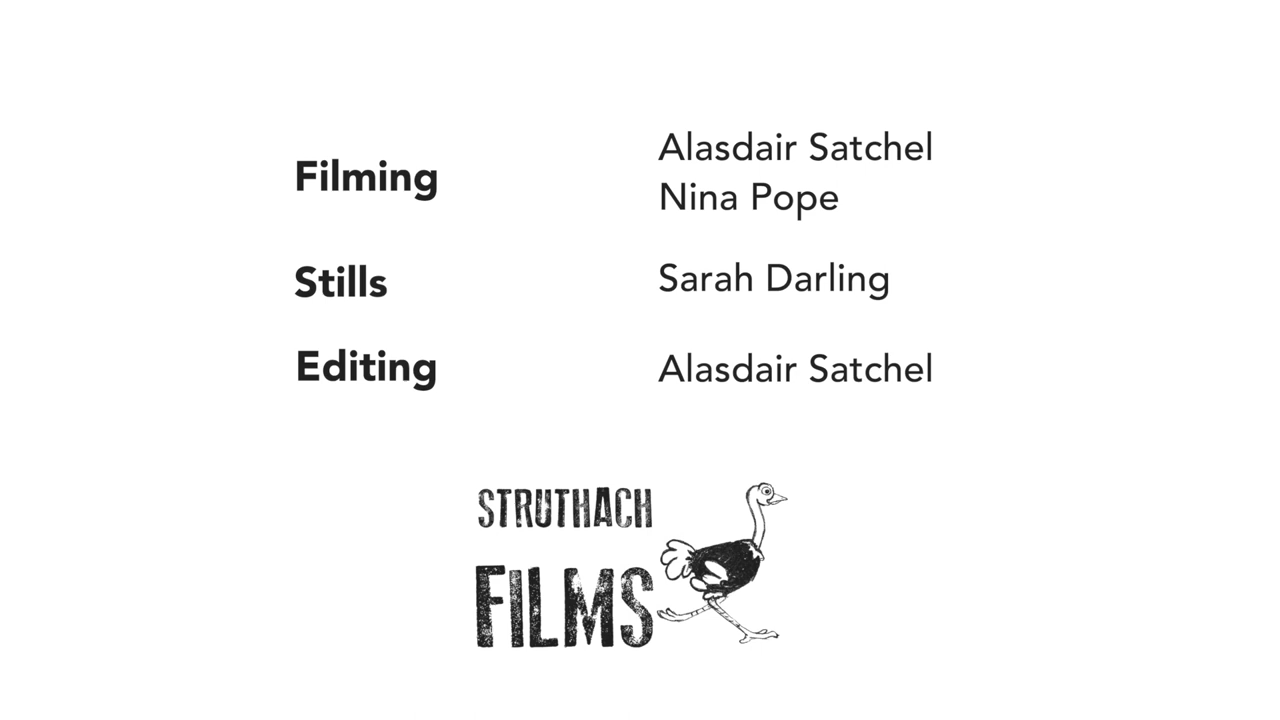 Filming
Alasdair Satchel
Nina Pope
Stills
Sarah Darling
Editing
Alasdair Satchel
STRUTHACH
FILMS